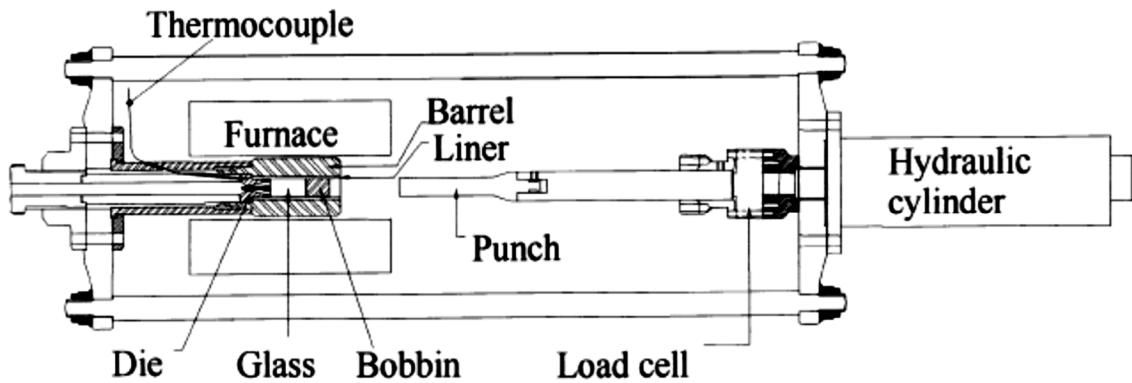 Thermocouple
Furnace
Barrel
Liner
Hydraulic
cylinder
Punch
Die
Glass
Bobbin
Load cell